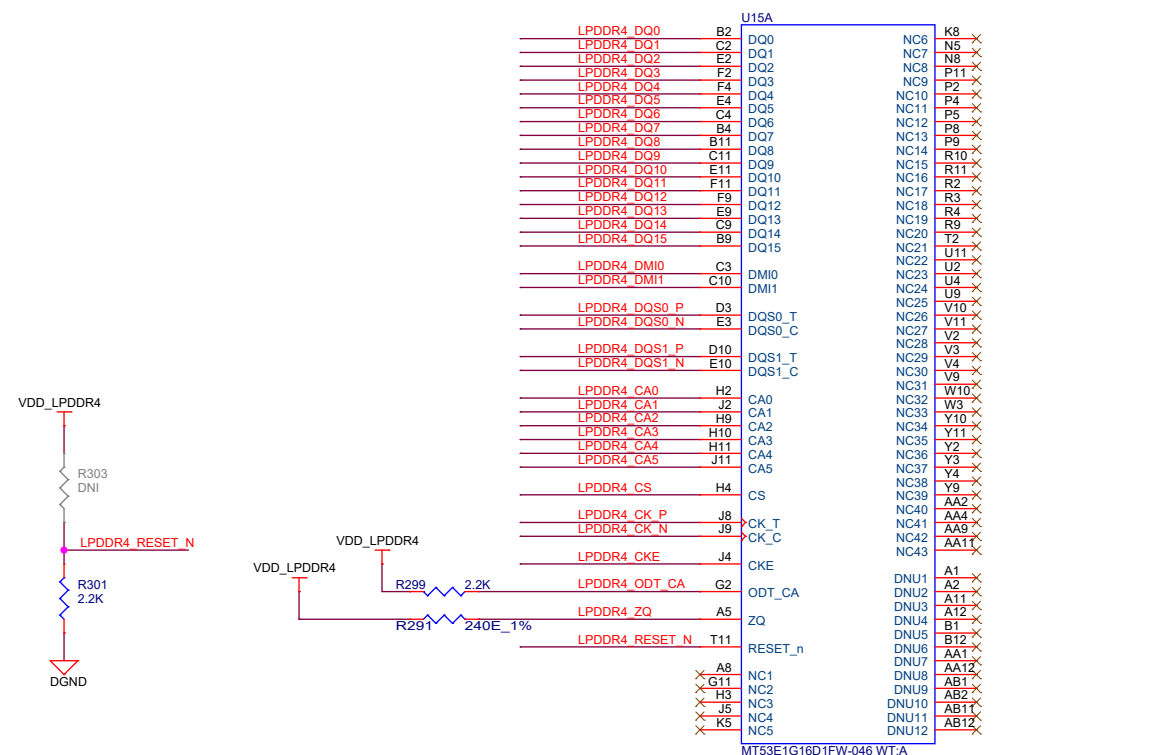 U15A
LPDDR4_DQ0 B2 DQ0 NC6 K8
LPDDR4_DQ1 C2 DQ1 NC7 N5
LPDDR4_DQ2 E2 DQ2 NC8 N8
LPDDR4_DQ3 F2 DQ3 NC9 P11
LPDDR4_DQ4 F4 DQ4 NC10 P2
LPDDR4_DQ5 E4 DQ5 NC11 P4
LPDDR4_DQ6 C4 DQ6 NC12 P5
LPDDR4_DQ7 B4 DQ7 NC13 P8
LPDDR4_DQ8 B11 DQ8 NC14 P9
LPDDR4_DQ9 C11 DQ9 NC15 R10
LPDDR4_DQ10 E11 DQ10 NC16 R11
LPDDR4_DQ11 F11 DQ11 NC17 R2
LPDDR4_DQ12 F9 DQ12 NC18 R3
LPDDR4_DQ13 E9 DQ13 NC19 R4
LPDDR4_DQ14 C9 DQ14 NC20 R9
LPDDR4_DQ15 B9 DQ15 NC21 T2
NC22 U11
LPDDR4_DMI0 C3 DMI0 NC23 U2
LPDDR4_DMI1 C10 DMI1 NC24 U4
NC25 U9
LPDDR4_DQS0_P D3 DQS0_T NC26 V10
LPDDR4_DQS0_N E3 DQS0_C NC27 V11
NC28 V2
LPDDR4_DQS1_P D10 DQS1_T NC29 V3
LPDDR4_DQS1_N E10 DQS1_C NC30 V4
NC31 V9
LPDDR4_CA0 H2 CA0 NC32 W10
LPDDR4_CA1 J2 CA1 NC33 W3
LPDDR4_CA2 H9 CA2 NC34 Y10
LPDDR4_CA3 H10 CA3 NC35 Y11
LPDDR4_CA4 H11 CA4 NC36 Y2
LPDDR4_CA5 J11 CA5 NC37 Y3
NC38 Y4
LPDDR4_CS H4 CS NC39 Y9
NC40 AA2
LPDDR4_CK_P J8 CK_T NC41 AA4
LPDDR4_CK_N J9 CK_C NC42 AA9
NC43 AA11
LPDDR4_CKE J4 CKE
DNU1 A1
VDD_LPDDR4
R299 2.2K LPDDR4_ODT_CA G2 ODT_CA DNU2 A2
DNU3 A11
VDD_LPDDR4
R291 240E_1% LPDDR4_ZQ A5 ZQ DNU4 A12
DNU5 B1
LPDDR4_RESET_N T11 RESET_n DNU6 B12
DNU7 AA1
A8 NC1 DNU8 AA12
G11 NC2 DNU9 AB1
H3 NC3 DNU10 AB2
J5 NC4 DNU11 AB11
K5 NC5 DNU12 AB12
MT53E1G16D1FW-046 WT:A
VDD_LPDDR4
R303
DNI
LPDDR4_RESET_N
R301
2.2K
DGND